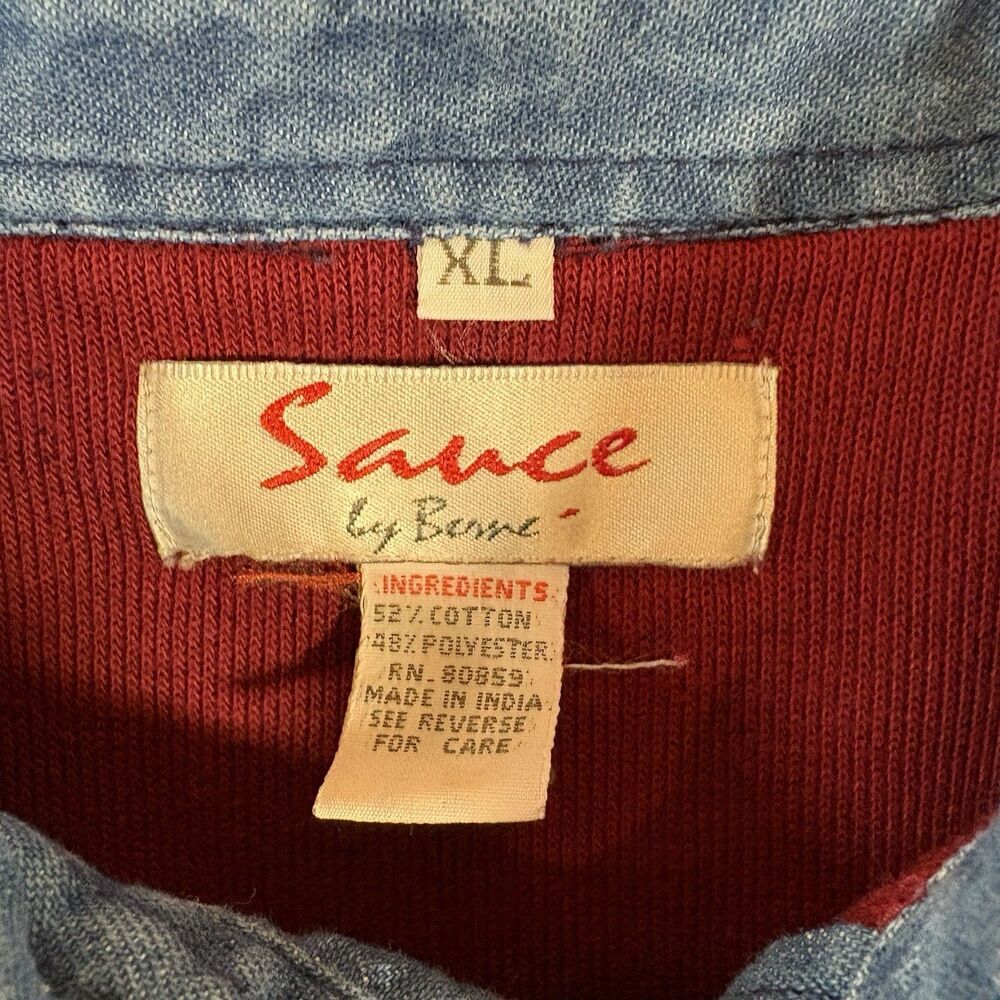 XL
Sauce
by Berne'
INGREDIENTS
52% COTTON
48% POLYESTER
RN. 80859
MADE IN INDIA
SEE REVERSE
FOR CARE